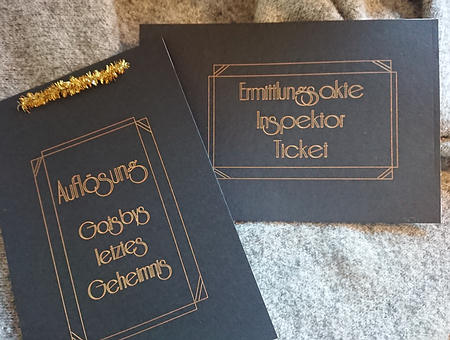 Auflösung
Gatsbys
letztes
Geheimnis
Ermittlungsakte
Inspektor
Ticket